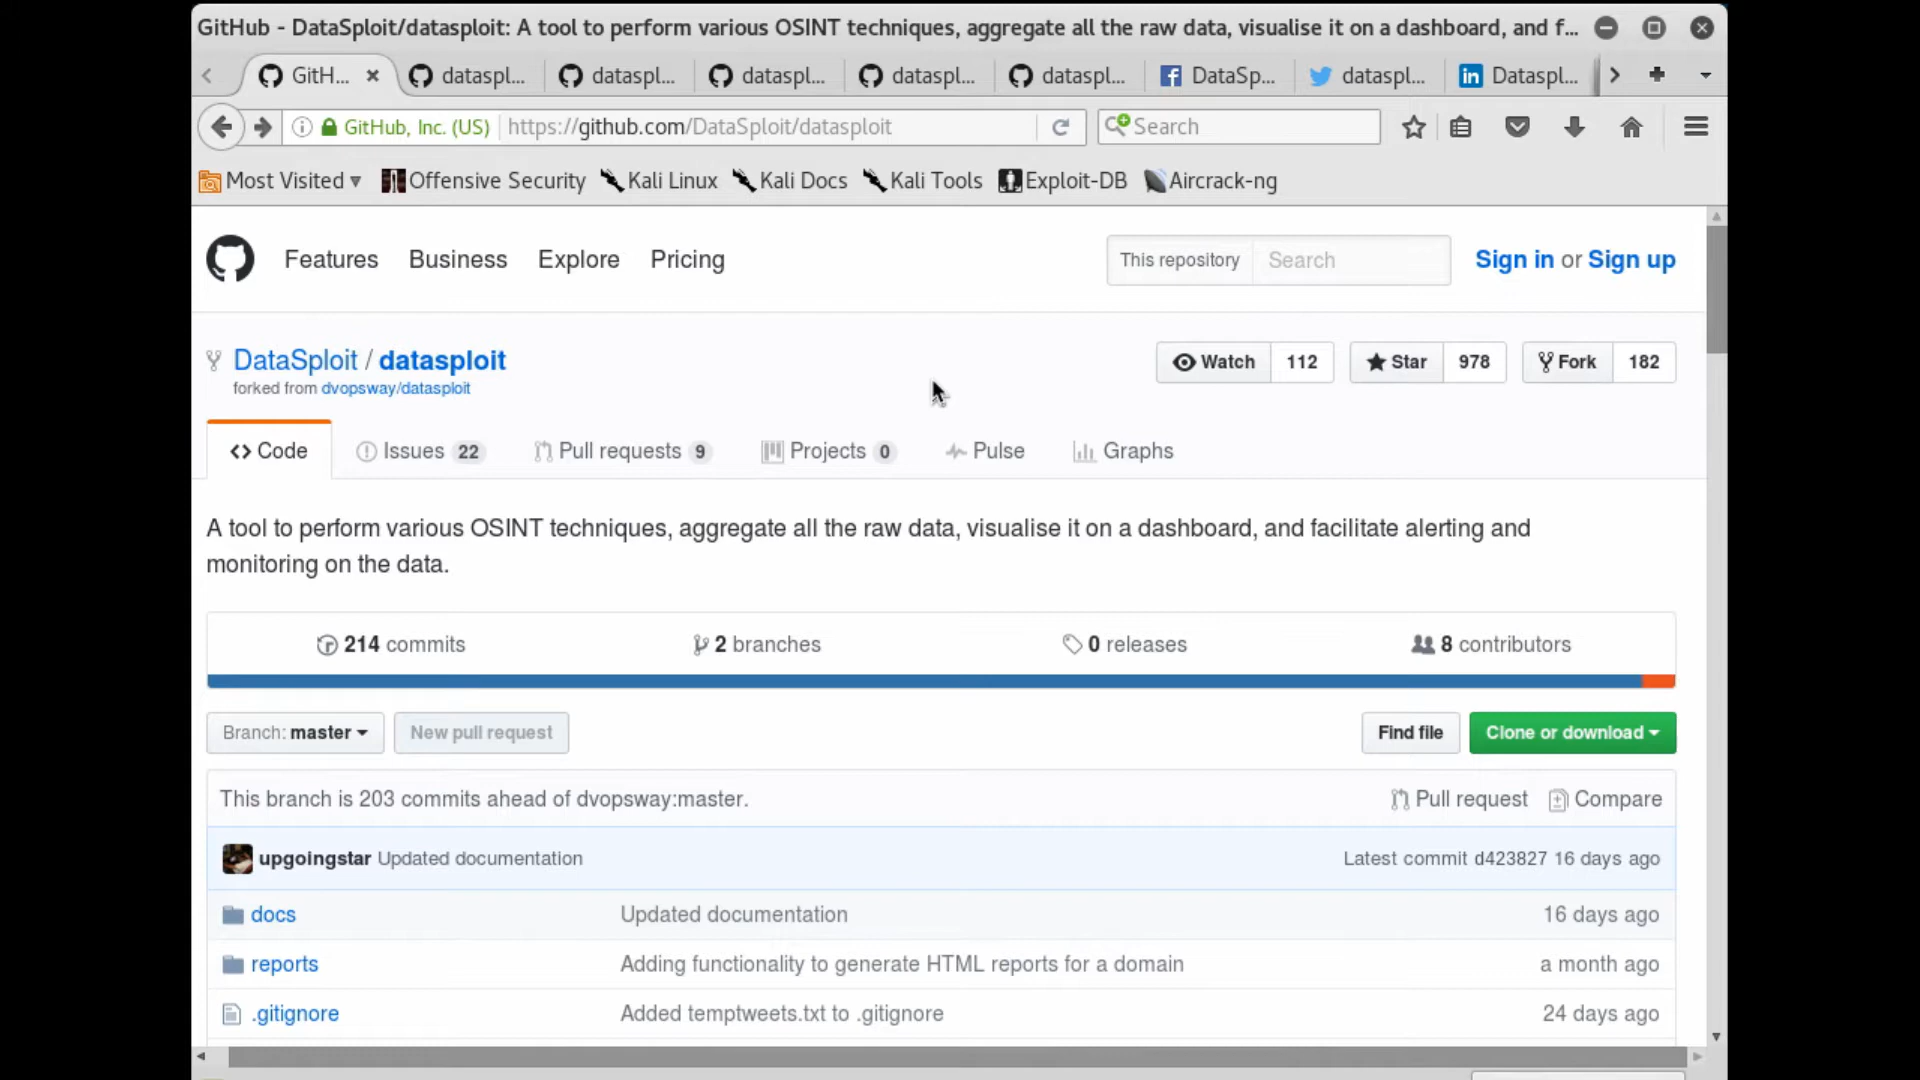 GitHub - DataSploit/datasploit: A tool to perform various OSINT techniques, aggregate all the raw data, visualise it on a dashboard, and f...
GitH... dataspl... dataspl... dataspl... dataspl... dataspl... DataSp... dataspl... Dataspl...
GitHub, Inc. (US) https://github.com/DataSploit/datasploit Search
Most Visited Offensive Security Kali Linux Kali Docs Kali Tools Exploit-DB Aircrack-ng
Features Business Explore Pricing This repository Search Sign in or Sign up
DataSploit / datasploit Watch 112 Star 978 Fork 182
forked from dvopsway/datasploit
Code Issues 22 Pull requests 9 Projects 0 Pulse Graphs
A tool to perform various OSINT techniques, aggregate all the raw data, visualise it on a dashboard, and facilitate alerting and
monitoring on the data.
214 commits 2 branches 0 releases 8 contributors
Branch: master New pull request Find file Clone or download
This branch is 203 commits ahead of dvopsway:master. Pull request Compare
upgoingstar Updated documentation Latest commit d423827 16 days ago
docs Updated documentation 16 days ago
reports Adding functionality to generate HTML reports for a domain a month ago
.gitignore Added temptweets.txt to .gitignore 24 days ago